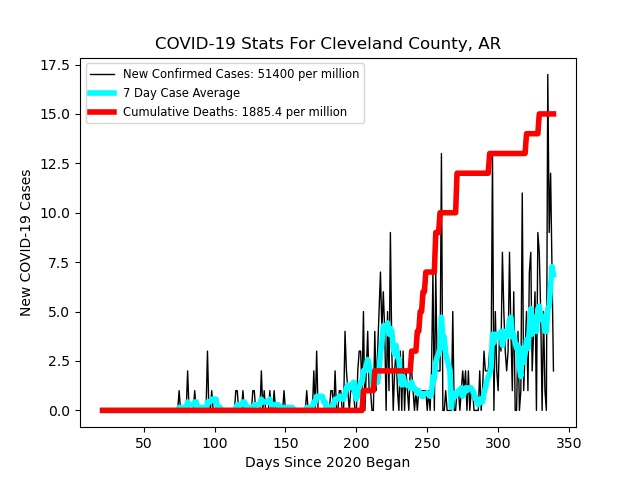 COVID-19 Stats For Cleveland County, AR
New Confirmed Cases: 51400 per million
7 Day Case Average
Cumulative Deaths: 1885.4 per million
New COVID-19 Cases
17.5
15.0
12.5
10.0
7.5
5.0
2.5
0.0
50 100 150 200 250 300 350
Days Since 2020 Began